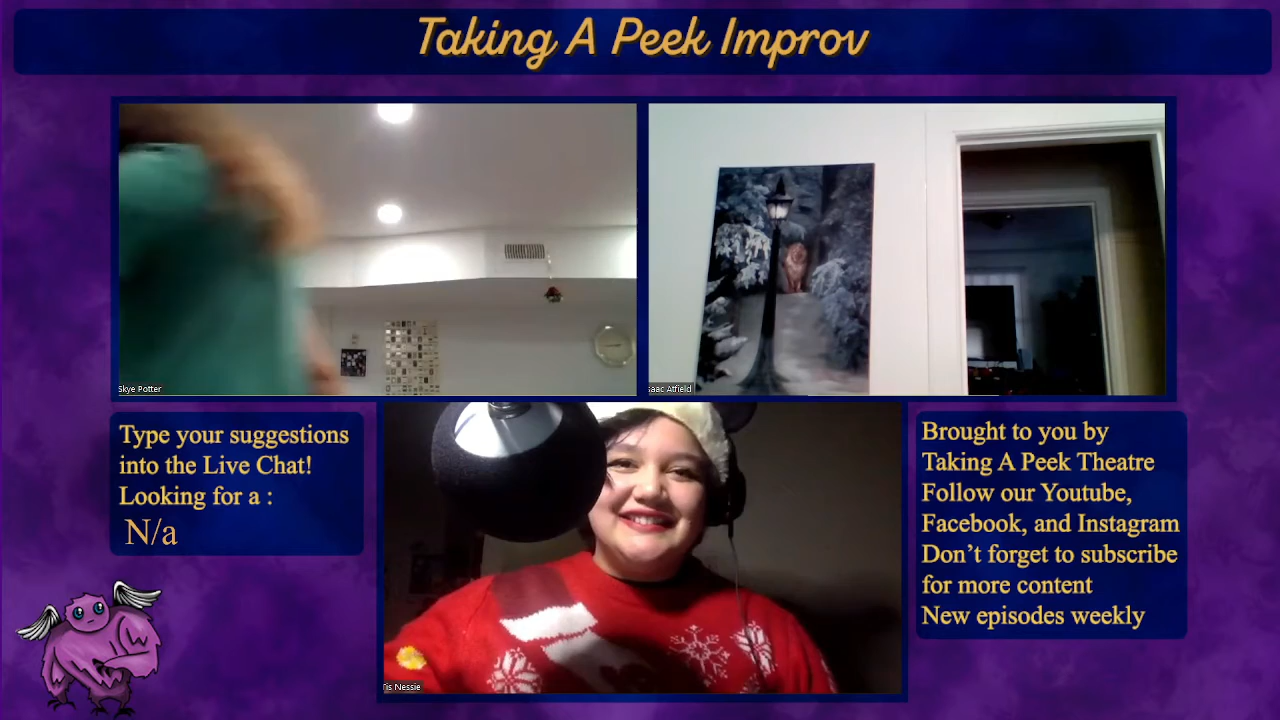 Taking A Peek Improv
Skye Potter
saac Atfield
Type your suggestions
into the Live Chat!
Looking for a :
N/a
Tis Nessie
Brought to you by
Taking A Peek Theatre
Follow our Youtube,
Facebook, and Instagram
Don’t forget to subscribe
for more content
New episodes weekly